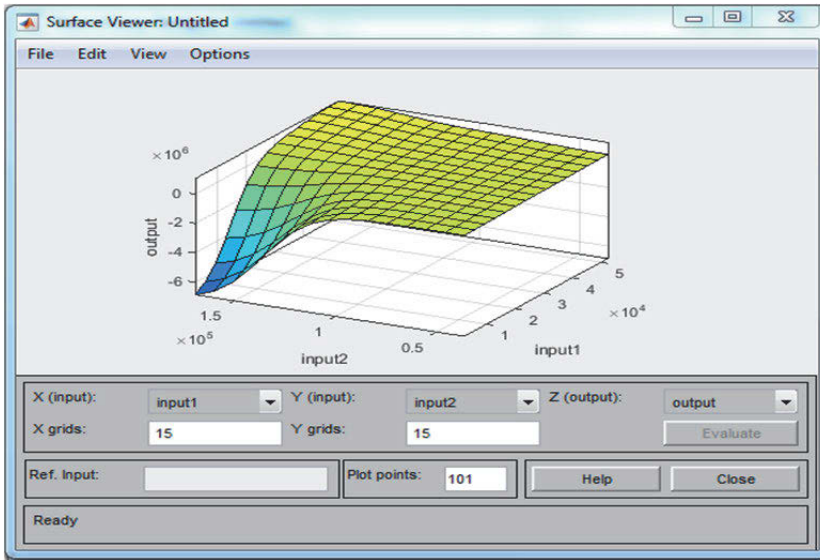 Surface Viewer: Untitled
File Edit View Options
×10⁶
0
-2
-4
-6
output
1.5
1
0.5
×10⁵
input2
1
2
3
4
5
×10⁴
input1
X (input): input1 Y (input): input2 Z (output): output
X grids: 15 Y grids: 15 Evaluate
Ref. Input: Plot points: 101 Help Close
Ready